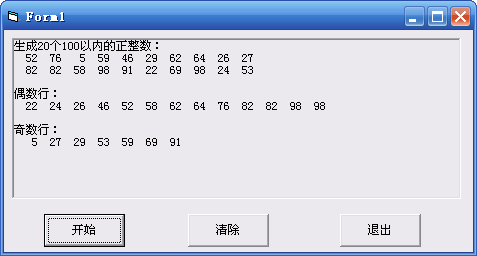 Form1
生成20个100以内的正整数：
52 76 5 59 46 29 62 64 26 27
82 82 58 98 91 22 69 98 24 53
偶数行：
22 24 26 46 52 58 62 64 76 82 82 98 98
奇数行：
5 27 29 53 59 69 91
开始 清除 退出